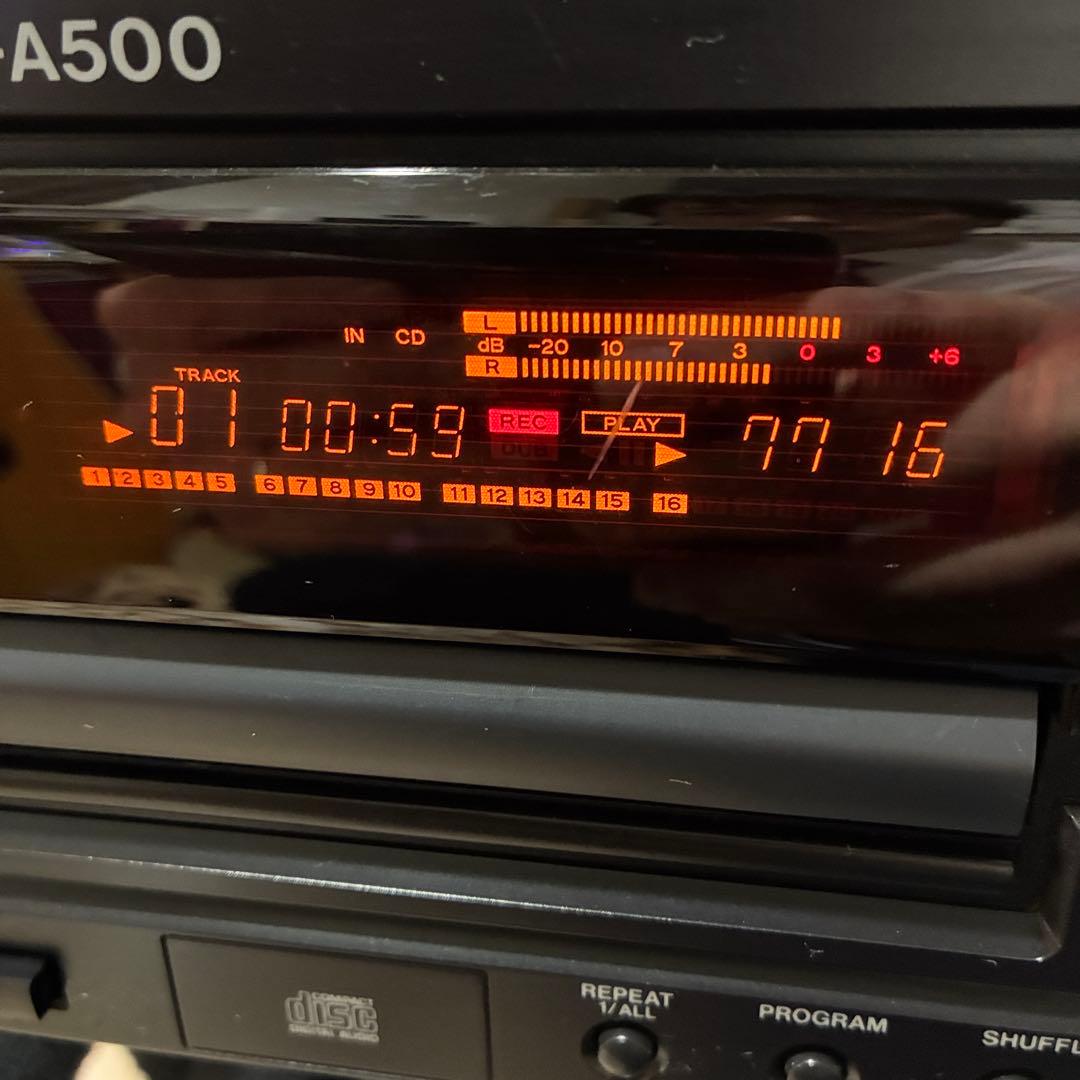 -A500
IN CD
L
dB -20 10 7 3 0 3 +6
R
TRACK
01 00:59 REC PLAY 77 16
DUB
1 2 3 4 5 6 7 8 9 10 11 12 13 14 15 16
COMPACT
disc
DIGITAL AUDIO
REPEAT
1/ALL
PROGRAM
SHUFFL